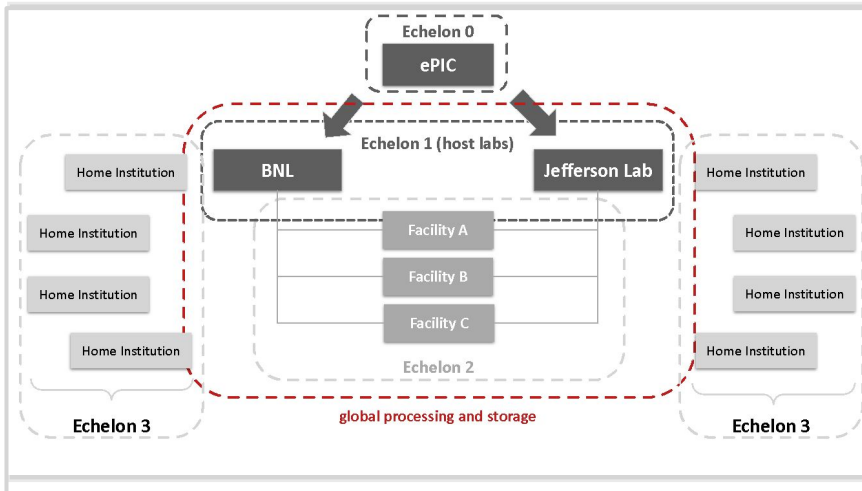 Echelon 0
ePIC
Echelon 1 (host labs)
BNL
Jefferson Lab
Home Institution
Home Institution
Home Institution
Home Institution
Facility A
Facility B
Facility C
Echelon 2
Home Institution
Home Institution
Home Institution
Home Institution
Echelon 3
global processing and storage
Echelon 3